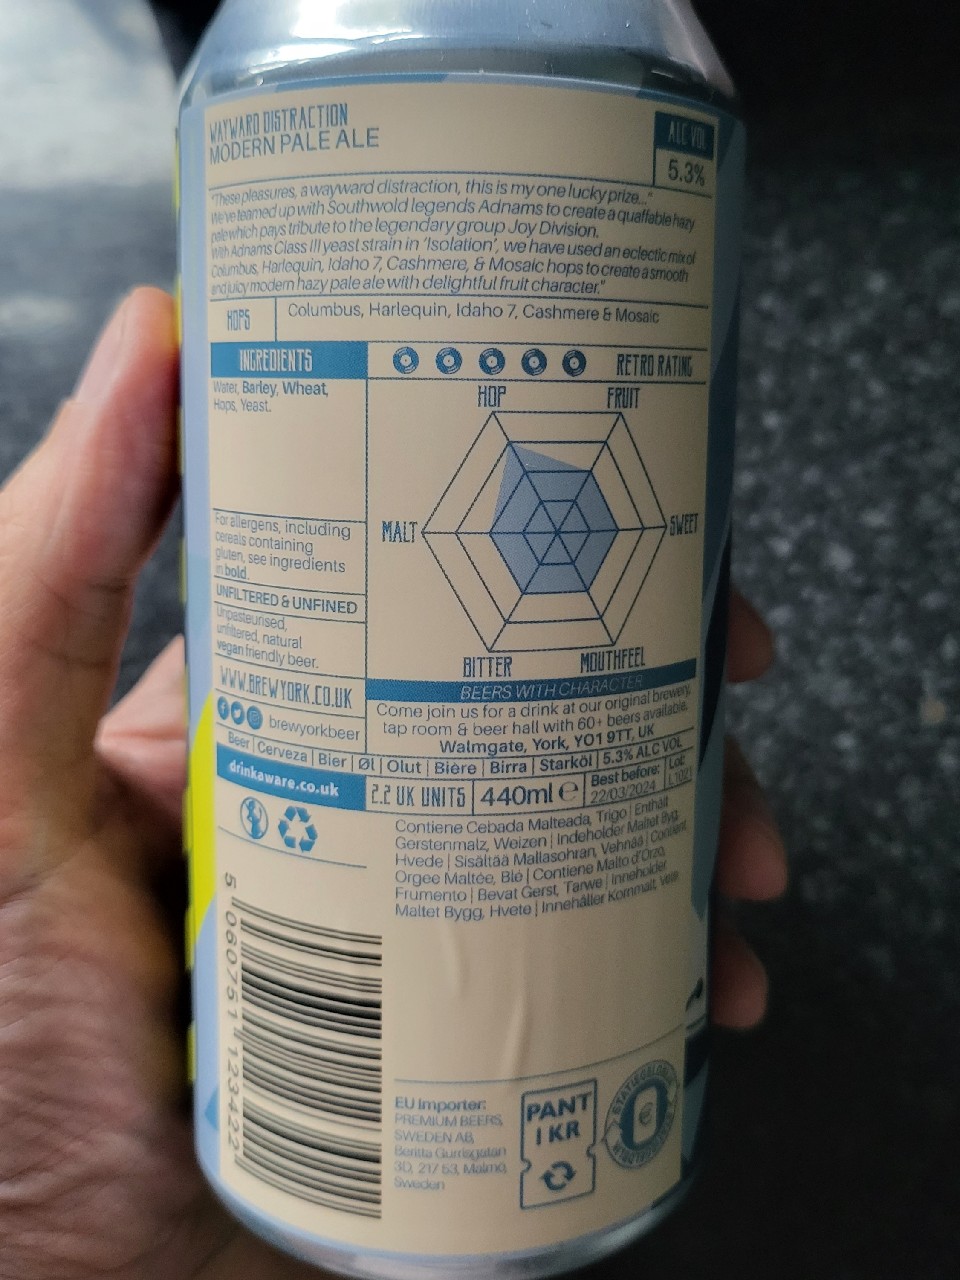 WAYWARD DISTRACTION
MODERN PALE ALE
ALC VOL
5.3%
"These pleasures, a wayward distraction, this is my one lucky prize..."
We've teamed up with Southwold legends Adnams to create a quaffable hazy
pale which pays tribute to the legendary group Joy Division.
With Adnams Class III yeast strain in 'Isolation', we have used an eclectic mix of
Columbus, Harlequin, Idaho 7, Cashmere, & Mosaic hops to create a smooth
and juicy modern hazy pale ale with delightful fruit character."
HOPS
Columbus, Harlequin, Idaho 7, Cashmere & Mosaic
INGREDIENTS
RETRO RATING
Water, Barley, Wheat,
Hops, Yeast.
HOP
FRUIT
MALT
SWEET
BITTER
MOUTHFEEL
For allergens, including
cereals containing
gluten, see ingredients
in bold.
UNFILTERED & UNFINED
Unpasteurised,
unfiltered, natural
vegan friendly beer.
WWW.BREWYORK.CO.UK
brewyorkbeer
BEERS WITH CHARACTER
Come join us for a drink at our original brewery,
tap room & beer hall with 60+ beers available.
Walmgate, York, YO1 9TT, UK
Beer | Cerveza | Bier | Øl | Olut | Bière | Birra | Starköl | 5.3% ALC VOL
drinkaware.co.uk
2.2 UK UNITS
440ml e
Best before:
22/03/2024
Lot:
L1021
Contiene Cebada Malteada, Trigo | Enthält
Gerstenmalz, Weizen | Indeholder Maltet Byg,
Hvede | Sisältää Mallasohran, Vehnää | Contient
Orgee Maltée, Blé | Contiene Malto d'Orzo,
Frumento | Bevat Gerst, Tarwe | Inneholder
Maltet Bygg, Hvete | Innehåller Kornmalt, Vete
5 060751 123422
EU Importer:
PREMIUM BEERS
SWEDEN AB,
30, 217 53, Malmö,
Sweden
PANT
1 KR
STATIEGELD
€